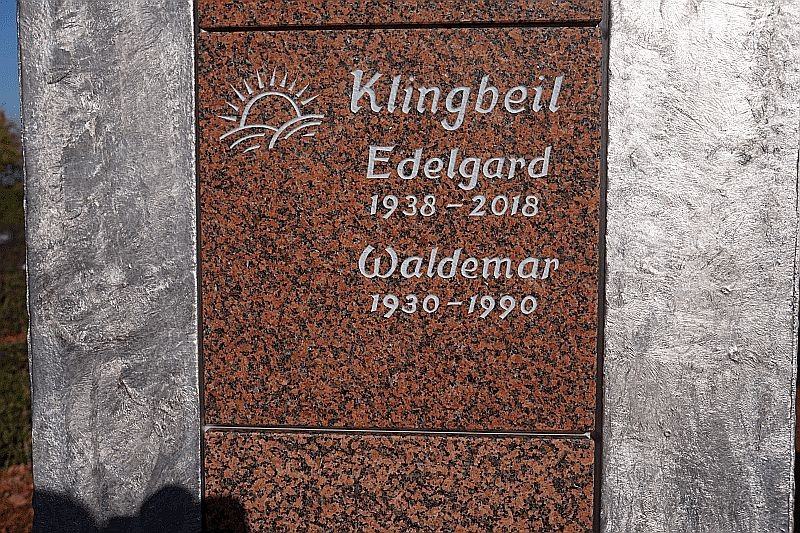 Klingbeil
Edelgard
1938 – 2018
Waldemar
1930 – 1990